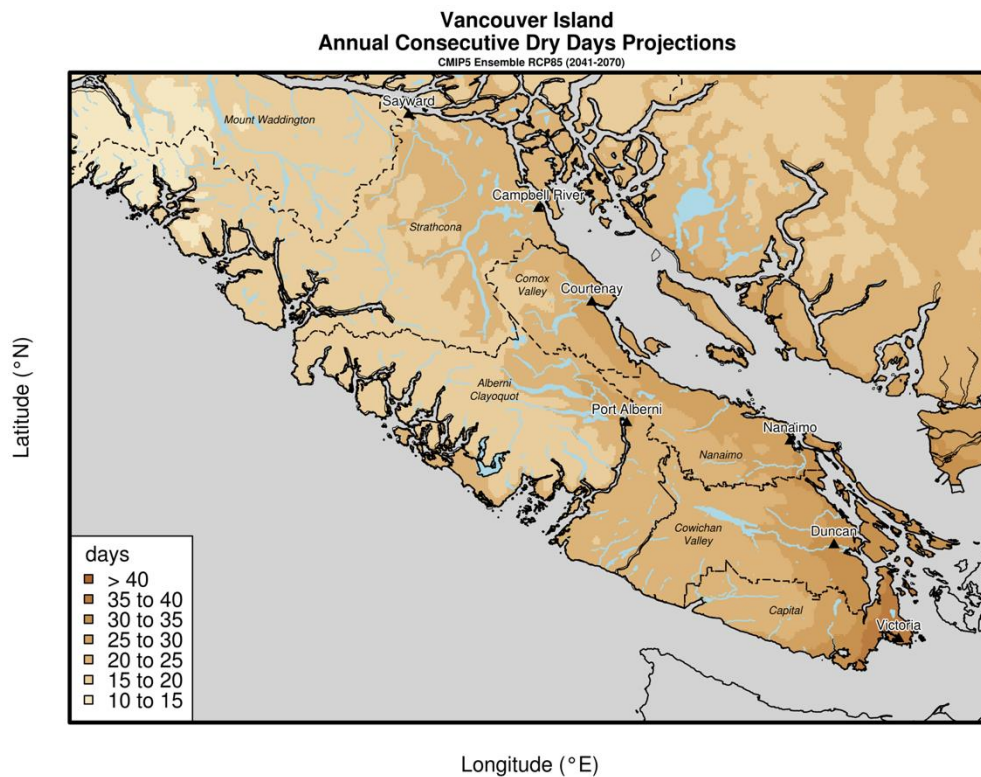 Vancouver Island
Annual Consecutive Dry Days Projections
CMIP5 Ensemble RCP85 (2041-2070)
Sayward
Mount Waddington
Campbell River
Strathcona
Comox
Valley
Courtenay
Alberni
Clayoquot
Port Alberni
Nanaimo
Nanaimo
Cowichan
Valley
Duncan
Capital
Victoria
days
> 40
35 to 40
30 to 35
25 to 30
20 to 25
15 to 20
10 to 15
Latitude (°N)
Longitude (°E)